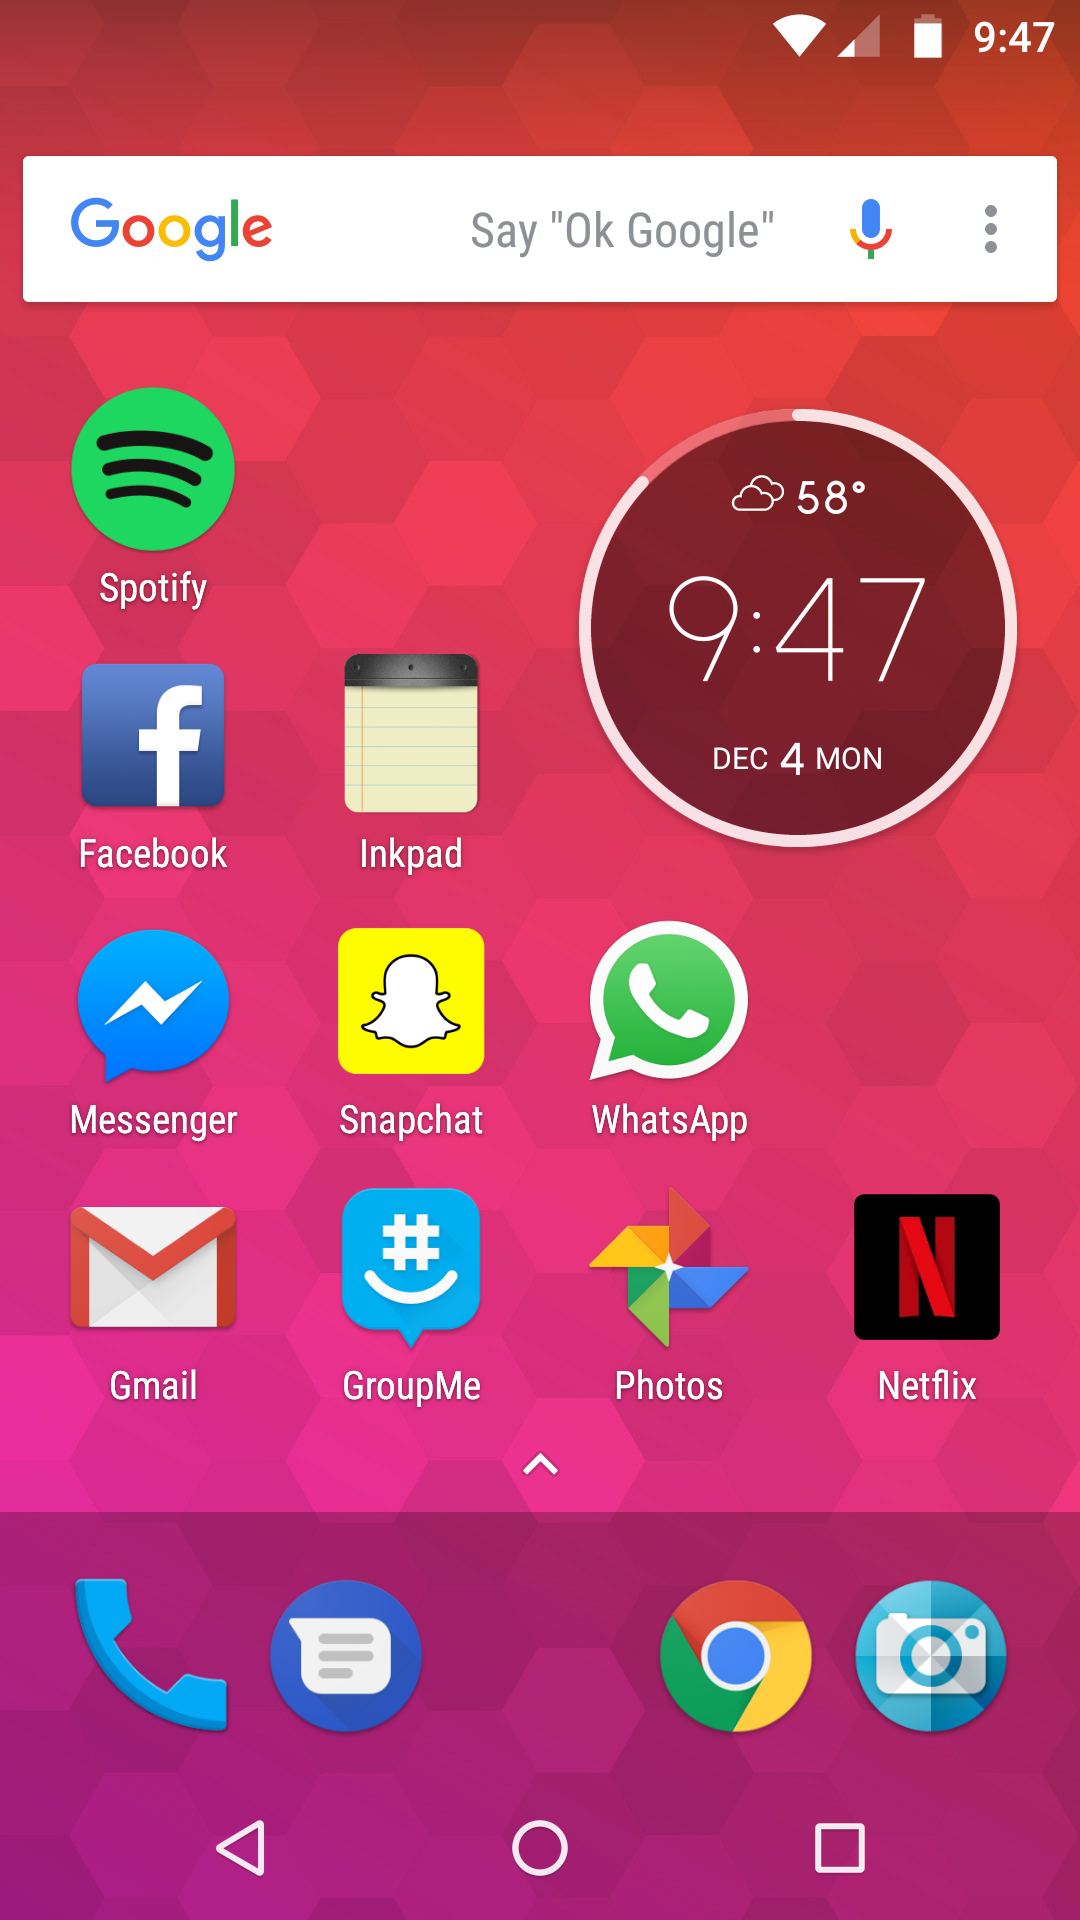 9:47
Google Say "Ok Google"
58°
9:47
DEC 4 MON
Spotify
Facebook Inkpad
Messenger Snapchat WhatsApp
Gmail GroupMe Photos Netflix